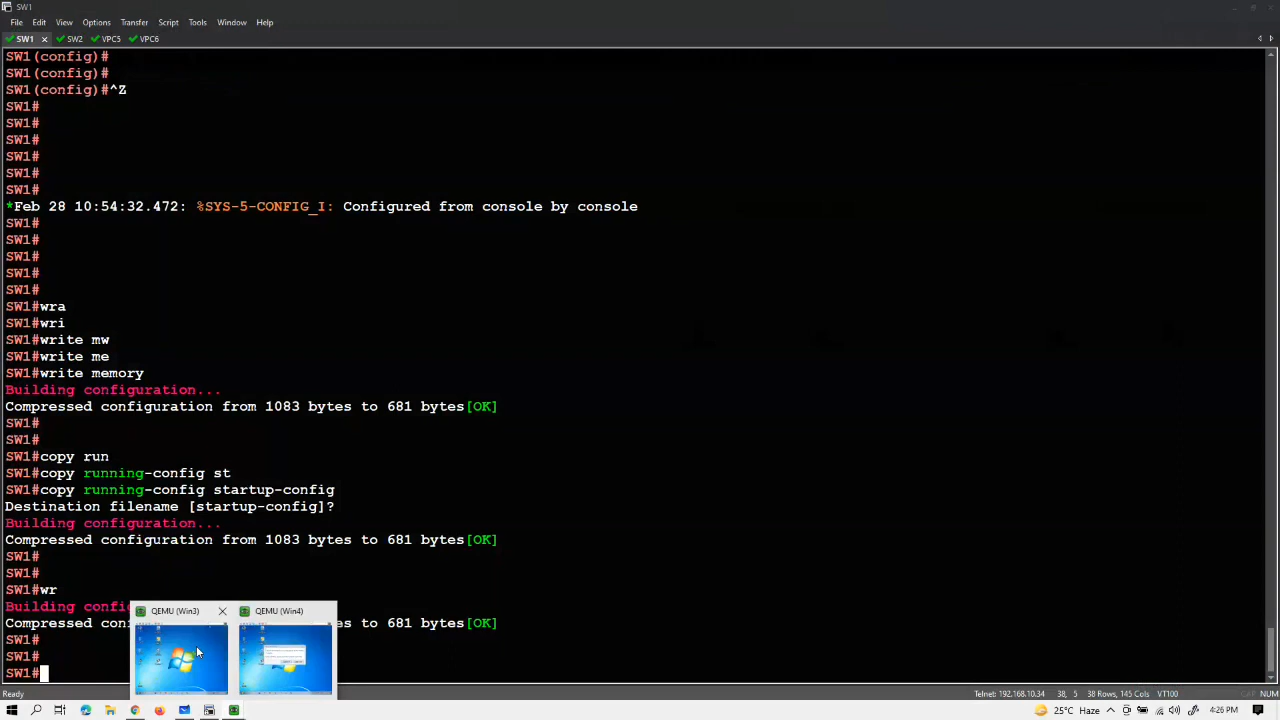 SW1
File Edit View Options Transfer Script Tools Window Help
SW1 SW2 VPC5 VPC6
SW1(config)#
SW1(config)#
SW1(config)#^Z
SW1#
SW1#
SW1#
SW1#
SW1#
SW1#
*Feb 28 10:54:32.472: %SYS-5-CONFIG_I: Configured from console by console
SW1#
SW1#
SW1#
SW1#
SW1#
SW1#wra
SW1#wri
SW1#write mw
SW1#write me
SW1#write memory
Building configuration...
Compressed configuration from 1083 bytes to 681 bytes[OK]
SW1#
SW1#
SW1#copy run
SW1#copy running-config st
SW1#copy running-config startup-config
Destination filename [startup-config]?
Building configuration...
Compressed configuration from 1083 bytes to 681 bytes[OK]
SW1#
SW1#
SW1#wr
Building confi
Compressed con
e 1083 bytes to 681 bytes[OK]
QEMU (Win3) QEMU (Win4)
SW1#
SW1#
SW1#
Ready Telnet: 192.168.10.34 38, 5 38 Rows, 145 Cols VT100 CAP NUM
25°C Haze 4:26 PM